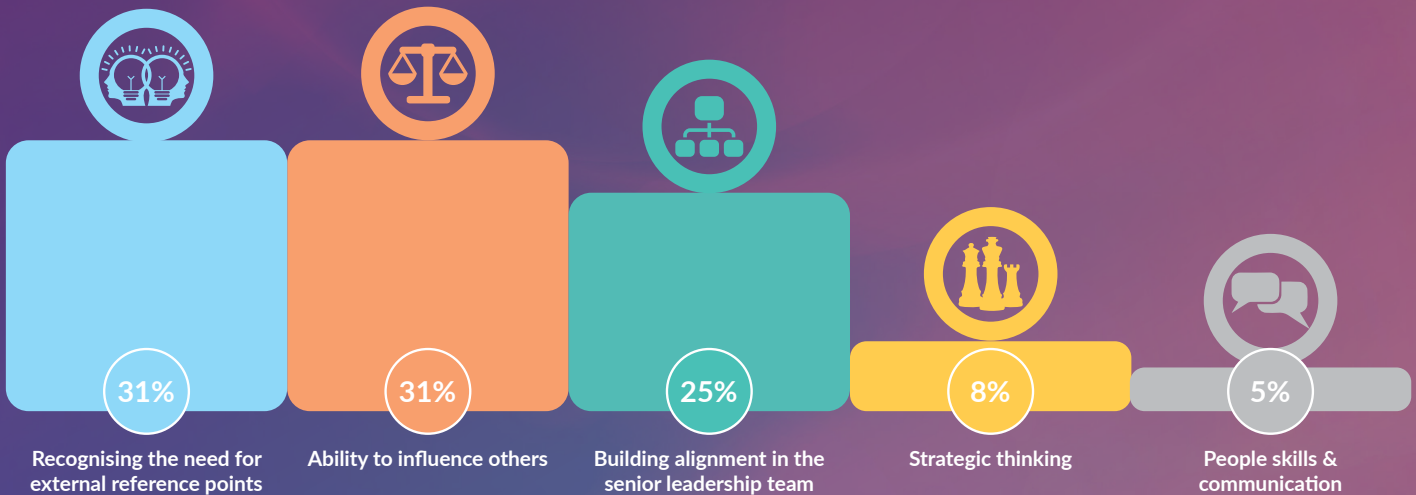 31%
31%
25%
8%
5%
Recognising the need for
external reference points
Ability to influence others
Building alignment in the
senior leadership team
Strategic thinking
People skills &
communication